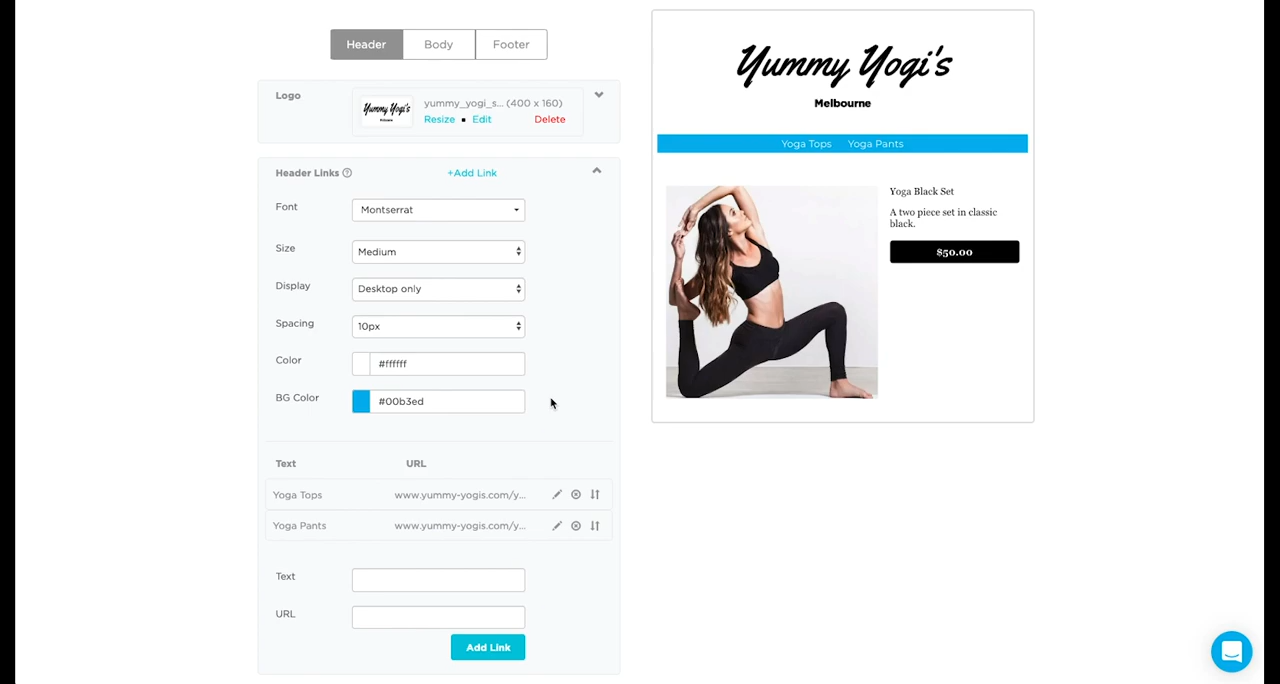 Header Body Footer
Logo
Yummy Yogi's
yummy_yogi_s... (400 x 160)
Resize ▪ Edit Delete
Header Links ? +Add Link
Font Montserrat
Size Medium
Display Desktop only
Spacing 10px
Color #ffffff
BG Color #00b3ed
Text URL
Yoga Tops www.yummy-yogis.com/y...
Yoga Pants www.yummy-yogis.com/y...
Text
URL
Add Link
Yummy Yogi's
Melbourne
Yoga Tops Yoga Pants
Yoga Black Set
A two piece set in classic
black.
$50.00